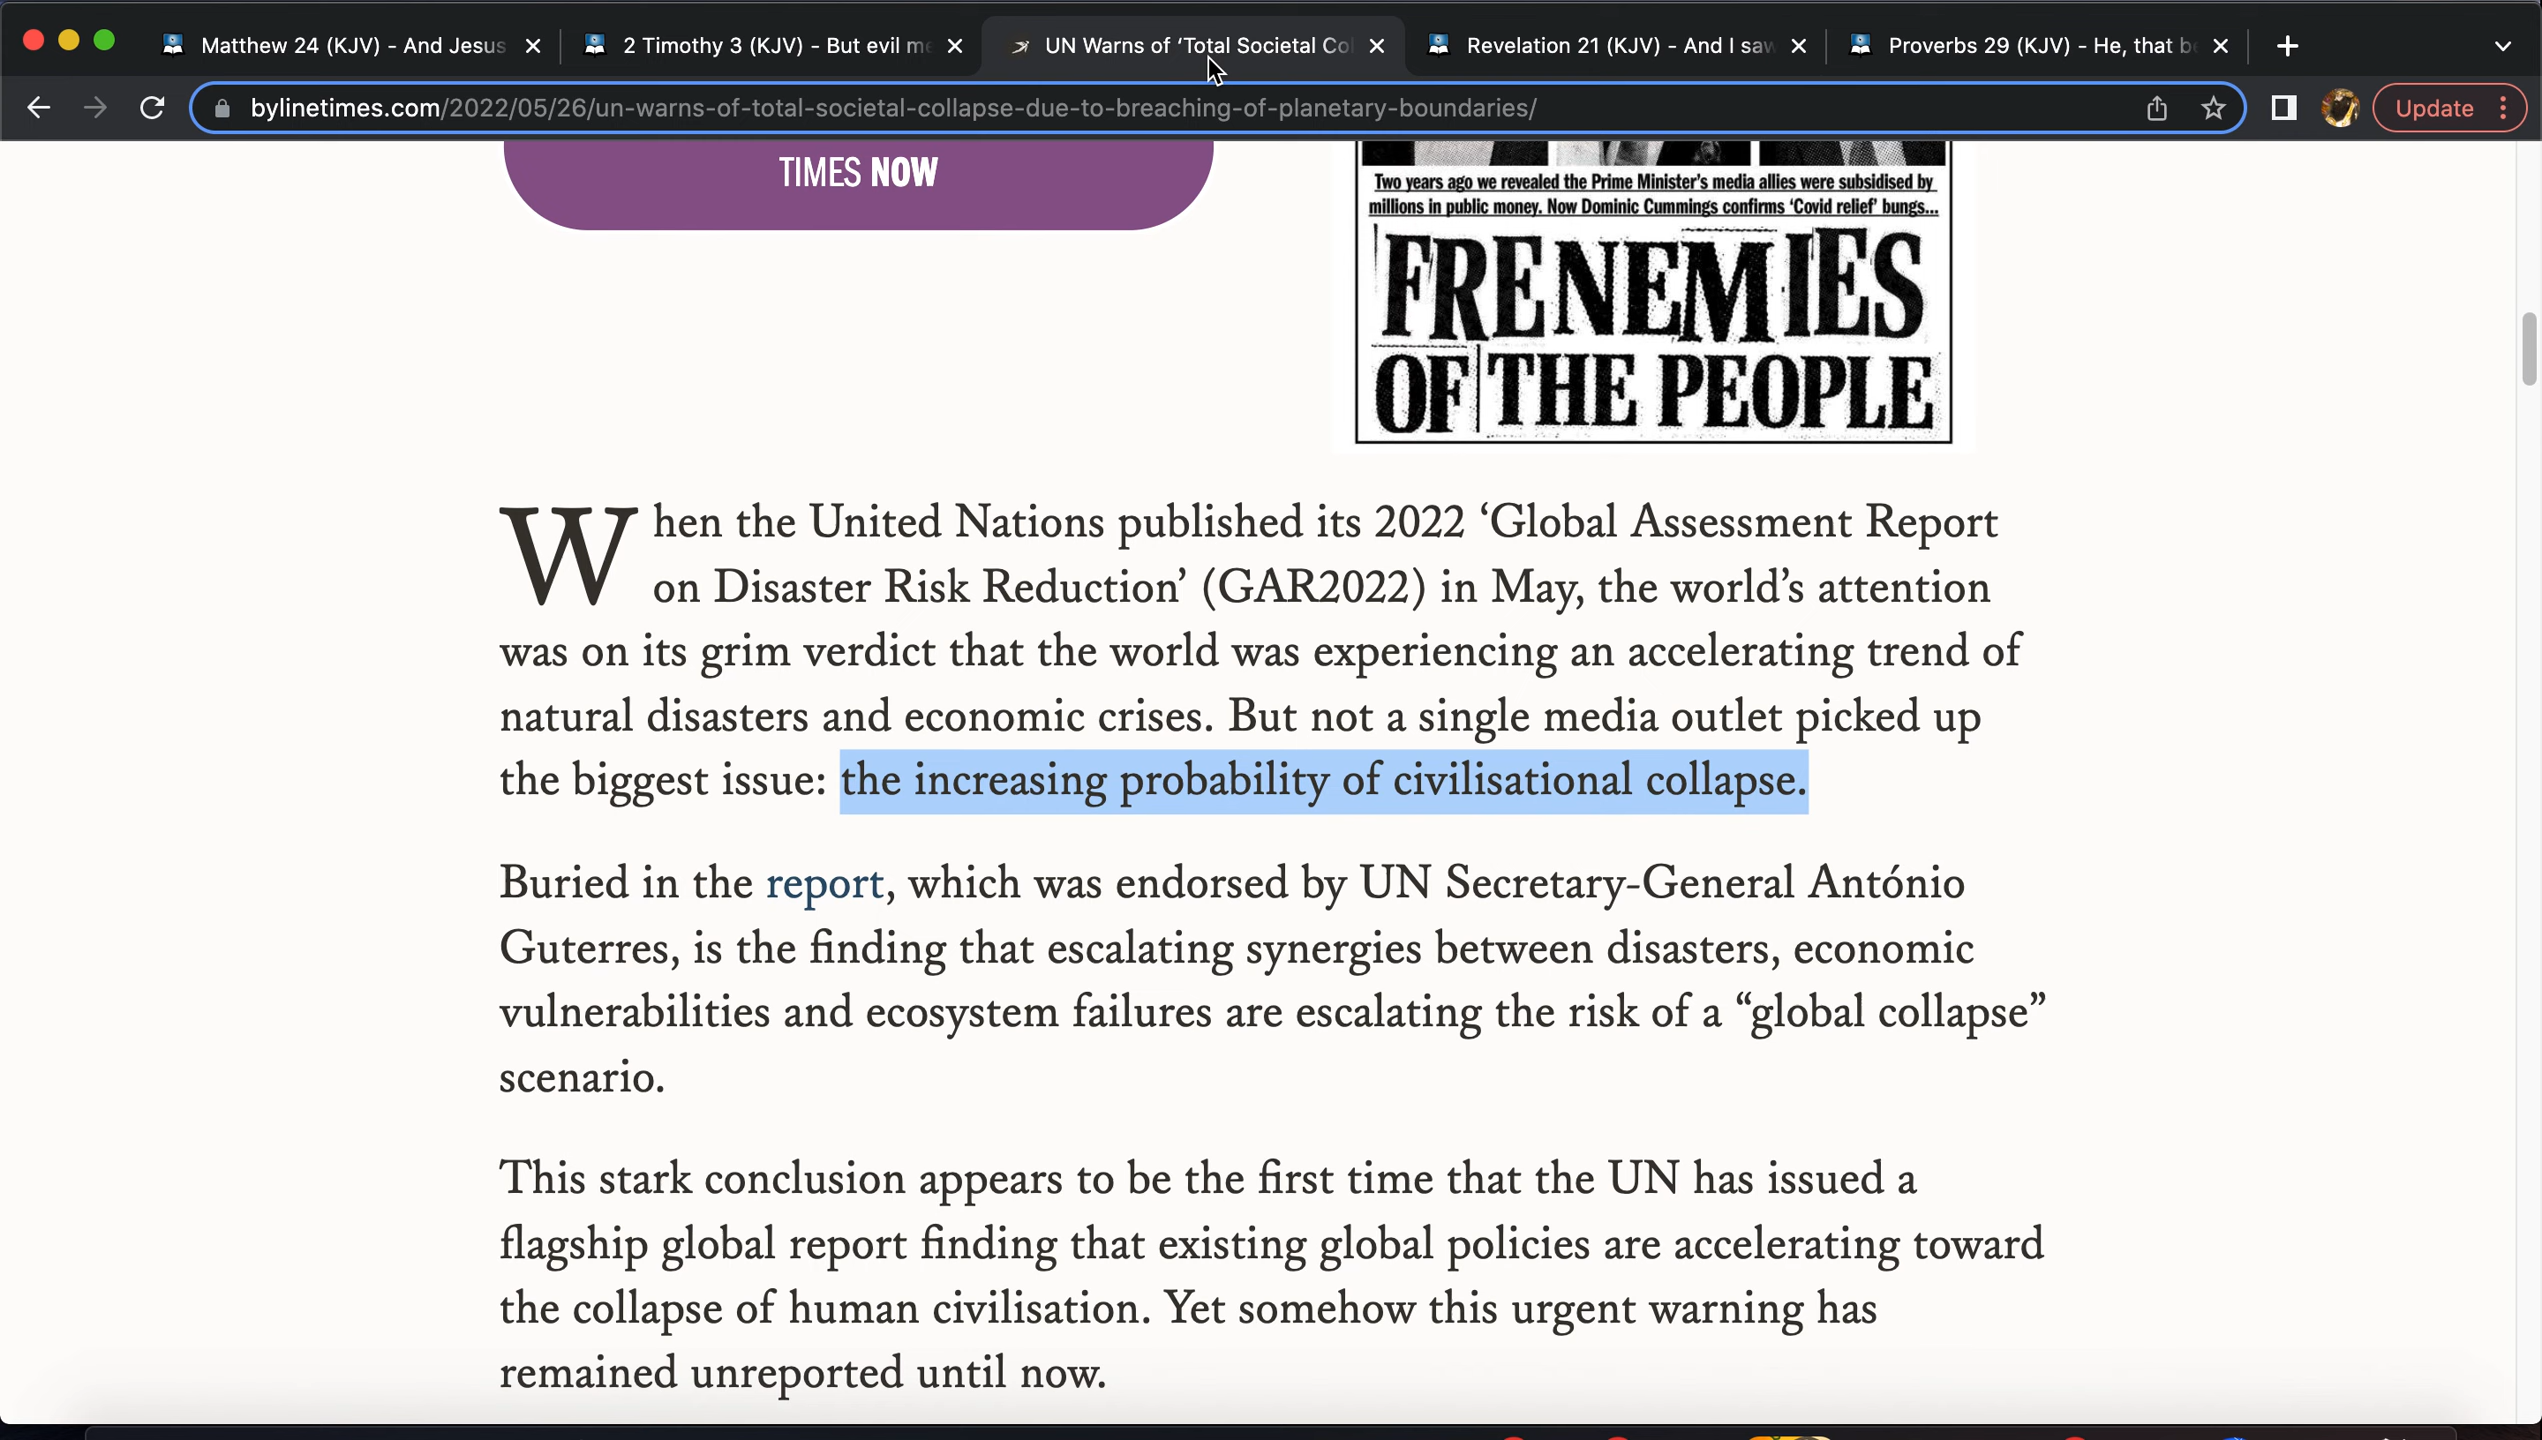 Matthew 24 (KJV) - And Jesus
2 Timothy 3 (KJV) - But evil me
UN Warns of ‘Total Societal Co
Revelation 21 (KJV) - And I saw
Proverbs 29 (KJV) - He, that be
bylinetimes.com/2022/05/26/un-warns-of-total-societal-collapse-due-to-breaching-of-planetary-boundaries/
Update
TIMES NOW
Two years ago we revealed the Prime Minister’s media allies were subsidised by
millions in public money. Now Dominic Cummings confirms ‘Covid relief’ bungs...
FRENEMIES
OF THE PEOPLE
When the United Nations published its 2022 ‘Global Assessment Report
on Disaster Risk Reduction’ (GAR2022) in May, the world’s attention
was on its grim verdict that the world was experiencing an accelerating trend of
natural disasters and economic crises. But not a single media outlet picked up
the biggest issue: the increasing probability of civilisational collapse.
Buried in the report, which was endorsed by UN Secretary-General António
Guterres, is the finding that escalating synergies between disasters, economic
vulnerabilities and ecosystem failures are escalating the risk of a “global collapse”
scenario.
This stark conclusion appears to be the first time that the UN has issued a
flagship global report finding that existing global policies are accelerating toward
the collapse of human civilisation. Yet somehow this urgent warning has
remained unreported until now.